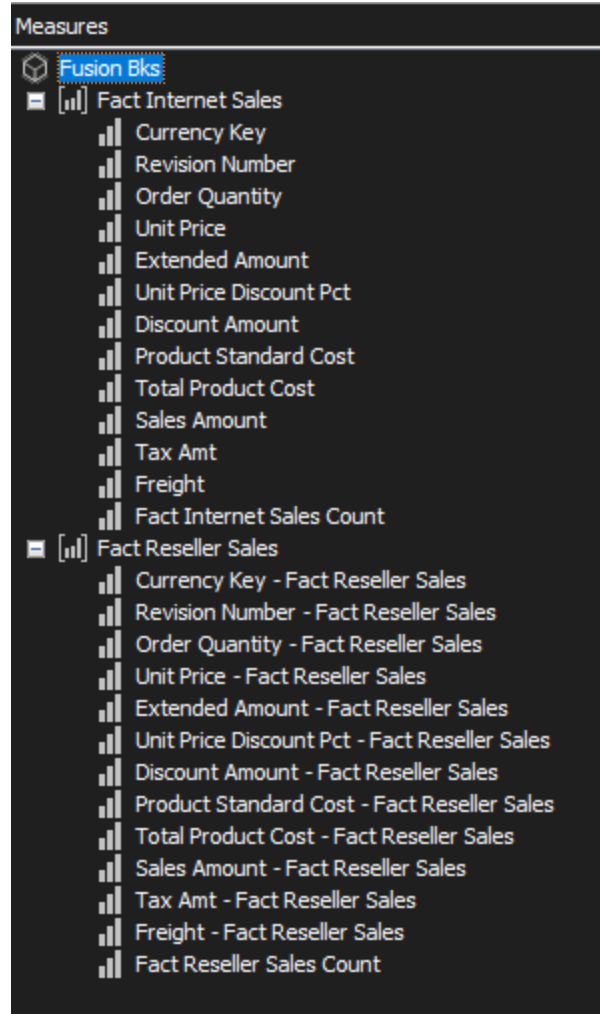 Measures
Fusion Bks
Fact Internet Sales
Currency Key
Revision Number
Order Quantity
Unit Price
Extended Amount
Unit Price Discount Pct
Discount Amount
Product Standard Cost
Total Product Cost
Sales Amount
Tax Amt
Freight
Fact Internet Sales Count
Fact Reseller Sales
Currency Key - Fact Reseller Sales
Revision Number - Fact Reseller Sales
Order Quantity - Fact Reseller Sales
Unit Price - Fact Reseller Sales
Extended Amount - Fact Reseller Sales
Unit Price Discount Pct - Fact Reseller Sales
Discount Amount - Fact Reseller Sales
Product Standard Cost - Fact Reseller Sales
Total Product Cost - Fact Reseller Sales
Sales Amount - Fact Reseller Sales
Tax Amt - Fact Reseller Sales
Freight - Fact Reseller Sales
Fact Reseller Sales Count